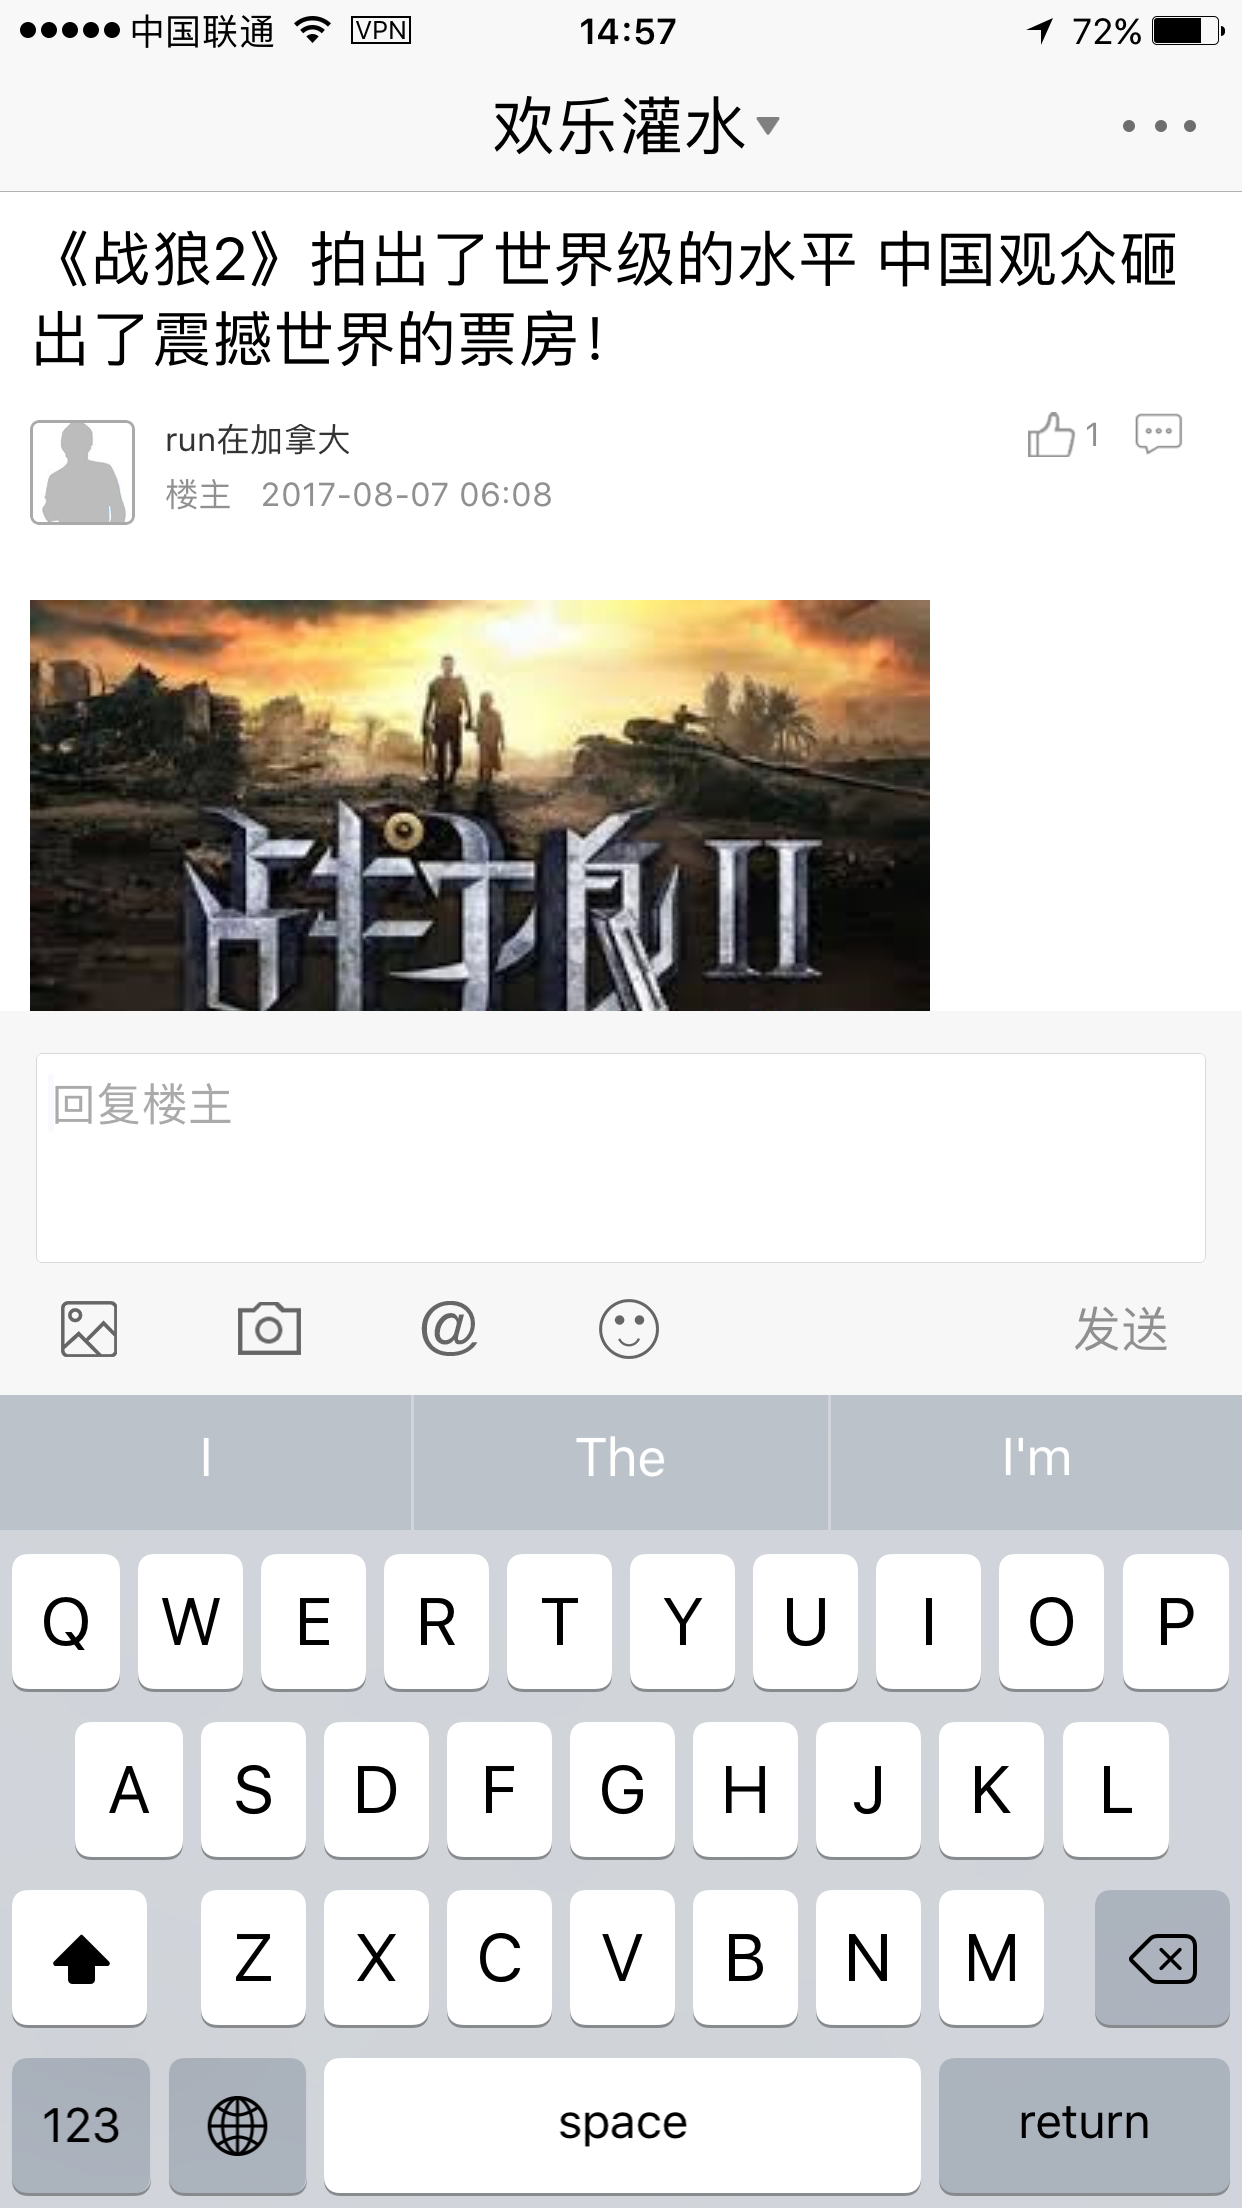 中国联通 VPN 14:57 72%
欢乐灌水
《战狼2》拍出了世界级的水平 中国观众砸
出了震撼世界的票房！
run在加拿大
1
楼主 2017-08-07 06:08
战狼II
回复楼主
@ 发送
I The I'm
Q W E R T Y U I O P
A S D F G H J K L
Z X C V B N M
123 space return